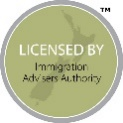 TM
LICENSED BY
Immigration
Advisers Authority